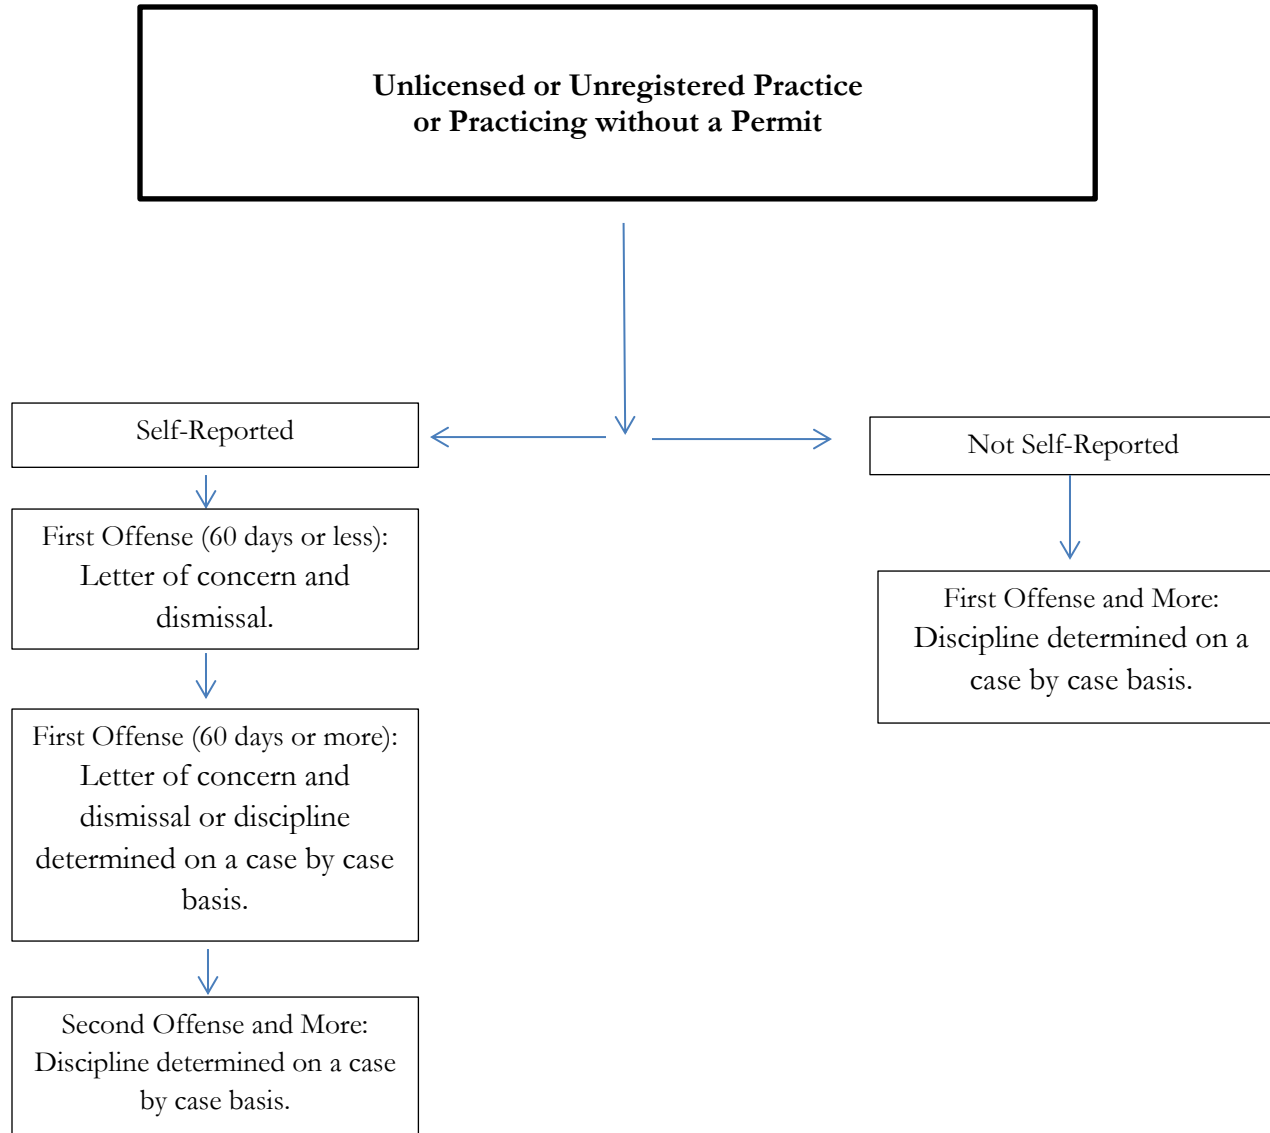 Unlicensed or Unregistered Practice
or Practicing without a Permit
Self-Reported
First Offense (60 days or less):
Letter of concern and
dismissal.
First Offense (60 days or more):
Letter of concern and
dismissal or discipline
determined on a case by case
basis.
Second Offense and More:
Discipline determined on a case
by case basis.
Not Self-Reported
First Offense and More:
Discipline determined on a
case by case basis.